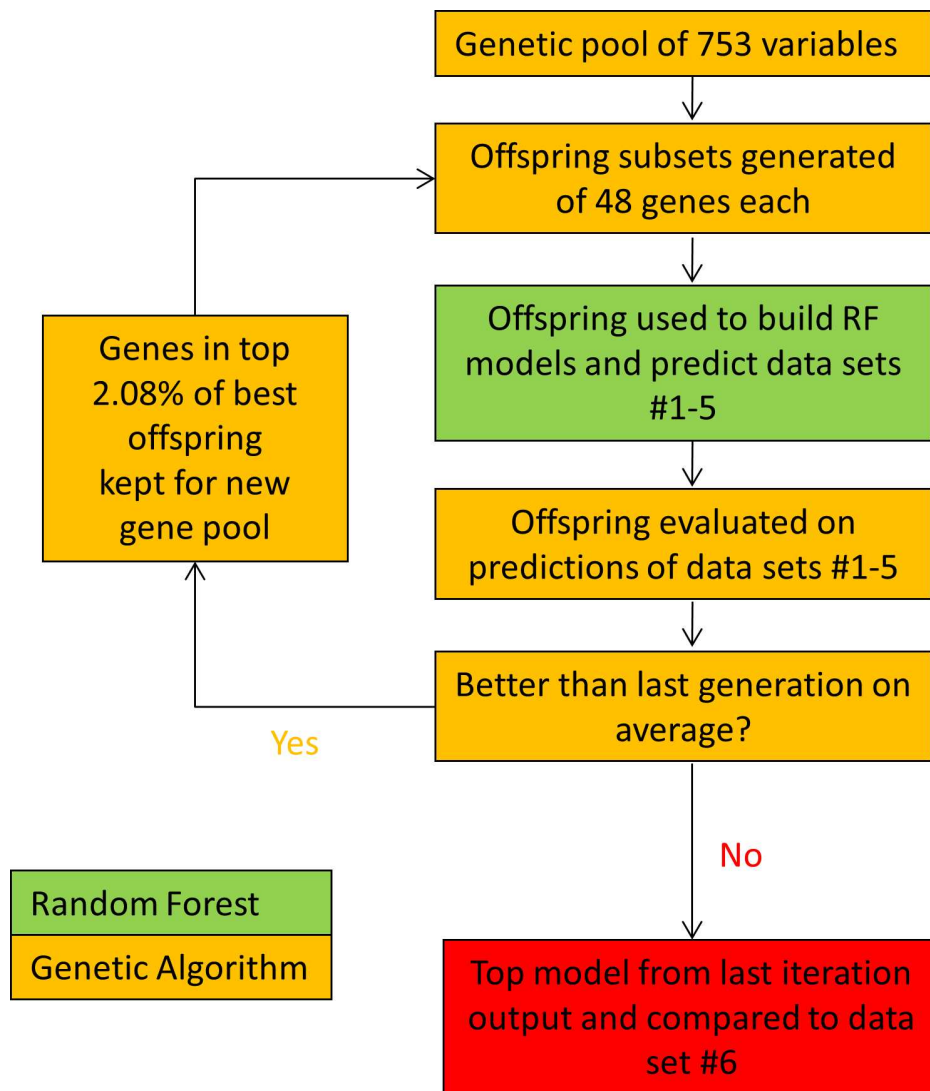 Genetic pool of 753 variables
Offspring subsets generated
of 48 genes each
Offspring used to build RF
models and predict data sets
#1-5
Genes in top
2.08% of best
offspring
kept for new
gene pool
Offspring evaluated on
predictions of data sets #1-5
Better than last generation on
average?
Yes
No
Random Forest
Genetic Algorithm
Top model from last iteration
output and compared to data
set #6